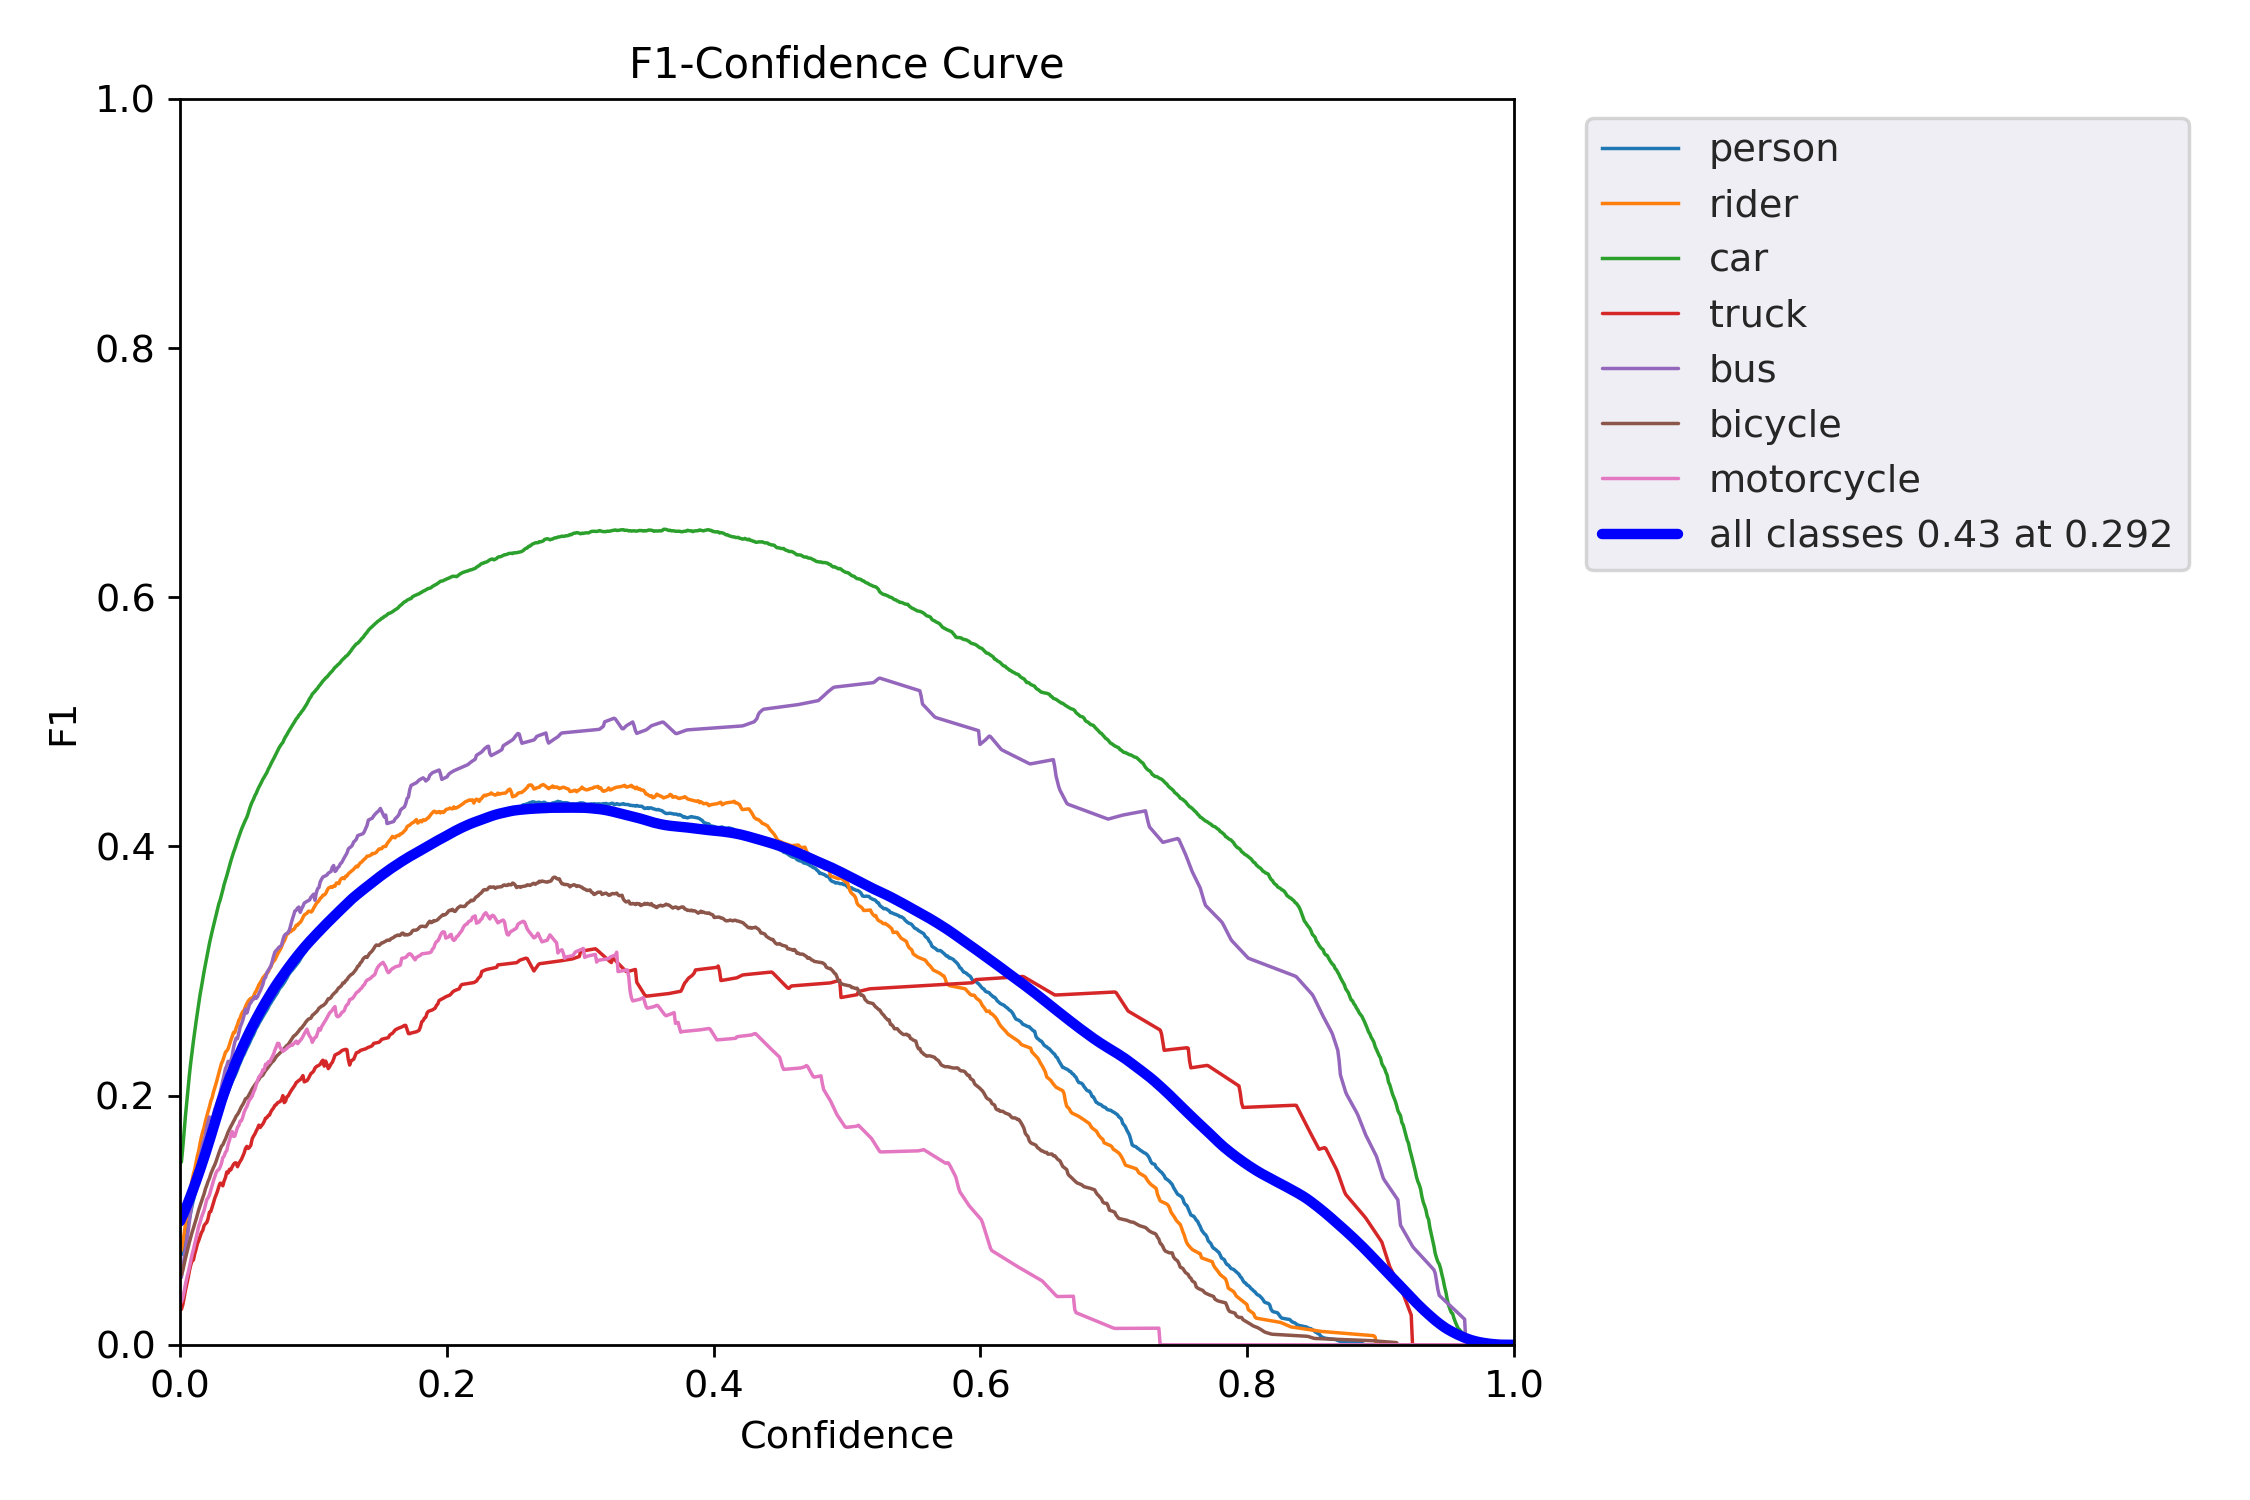 F1-Confidence Curve
1.0
0.8
0.6
0.4
0.2
0.0
F1
0.0 0.2 0.4 0.6 0.8 1.0
Confidence
person
rider
car
truck
bus
bicycle
motorcycle
all classes 0.43 at 0.292